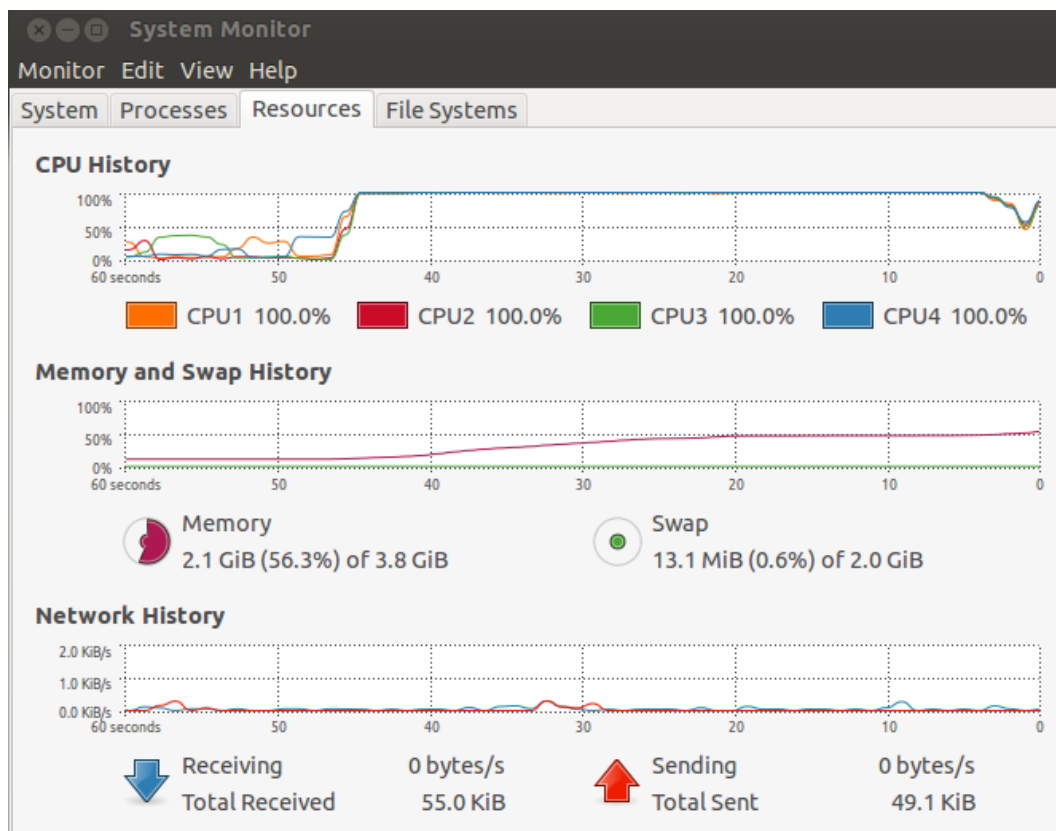 System Monitor
Monitor Edit View Help
System Processes Resources File Systems
CPU History
100%
50%
0%
60 seconds 50 40 30 20 10 0
CPU1 100.0% CPU2 100.0% CPU3 100.0% CPU4 100.0%
Memory and Swap History
100%
50%
0%
60 seconds 50 40 30 20 10 0
Memory Swap
2.1 GiB (56.3%) of 3.8 GiB 13.1 MiB (0.6%) of 2.0 GiB
Network History
2.0 KiB/s
1.0 KiB/s
0.0 KiB/s
60 seconds 50 40 30 20 10 0
Receiving 0 bytes/s Sending 0 bytes/s
Total Received 55.0 KiB Total Sent 49.1 KiB